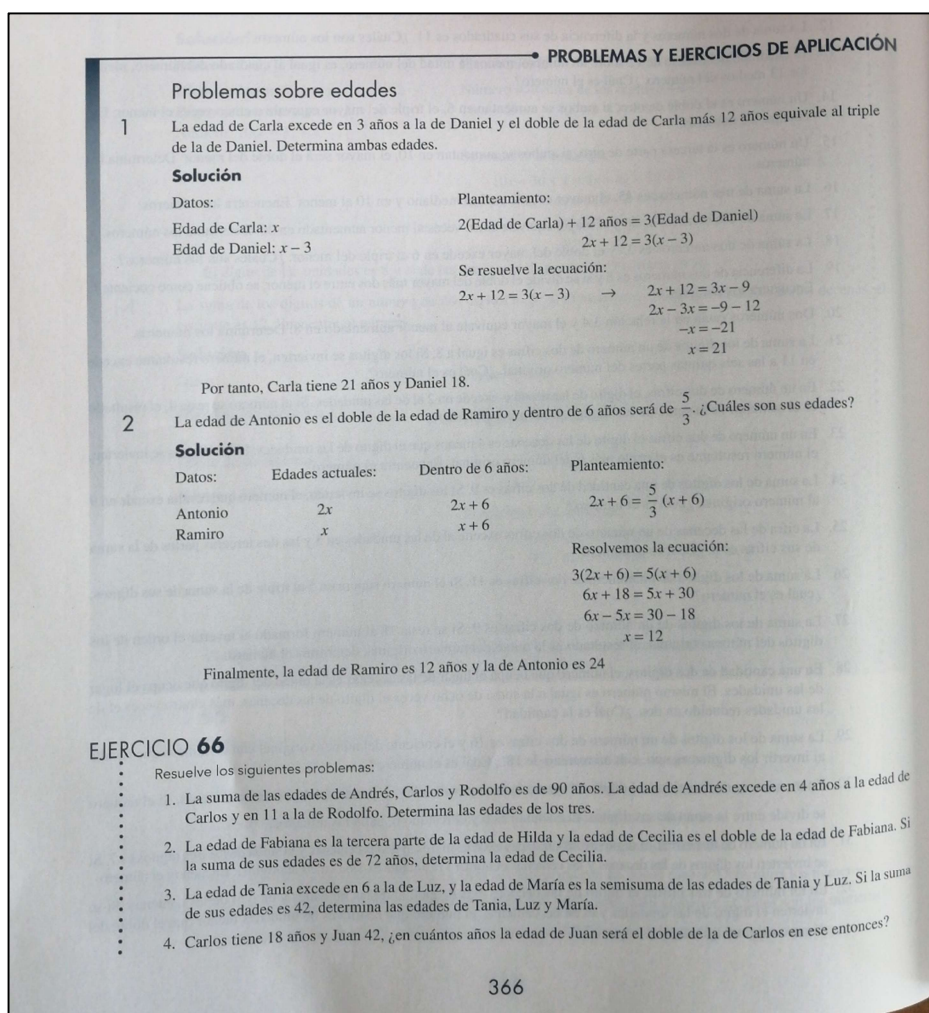 PROBLEMAS Y EJERCICIOS DE APLICACIÓN
Problemas sobre edades
1 La edad de Carla excede en 3 años a la de Daniel y el doble de la edad de Carla más 12 años equivale al triple
de la de Daniel. Determina ambas edades.
Solución
Datos: Planteamiento:
Edad de Carla: x 2(Edad de Carla) + 12 años = 3(Edad de Daniel)
Edad de Daniel: x – 3 2x + 12 = 3(x – 3)
Se resuelve la ecuación:
2x + 12 = 3(x – 3) → 2x + 12 = 3x – 9
2x – 3x = –9 – 12
–x = –21
x = 21
Por tanto, Carla tiene 21 años y Daniel 18.
2 La edad de Antonio es el doble de la edad de Ramiro y dentro de 6 años será de 5/3. ¿Cuáles son sus edades?
Solución
Datos: Edades actuales: Dentro de 6 años: Planteamiento:
Antonio 2x 2x + 6 2x + 6 = 5/3 (x + 6)
Ramiro x x + 6
Resolvemos la ecuación:
3(2x + 6) = 5(x + 6)
6x + 18 = 5x + 30
6x – 5x = 30 – 18
x = 12
Finalmente, la edad de Ramiro es 12 años y la de Antonio es 24
EJERCICIO 66
Resuelve los siguientes problemas:
1. La suma de las edades de Andrés, Carlos y Rodolfo es de 90 años. La edad de Andrés excede en 4 años a la edad de
Carlos y en 11 a la de Rodolfo. Determina las edades de los tres.
2. La edad de Fabiana es la tercera parte de la edad de Hilda y la edad de Cecilia es el doble de la edad de Fabiana. Si
la suma de sus edades es de 72 años, determina la edad de Cecilia.
3. La edad de Tania excede en 6 a la de Luz, y la edad de María es la semisuma de las edades de Tania y Luz. Si la suma
de sus edades es 42, determina las edades de Tania, Luz y María.
4. Carlos tiene 18 años y Juan 42, ¿en cuántos años la edad de Juan será el doble de la de Carlos en ese entonces?
366